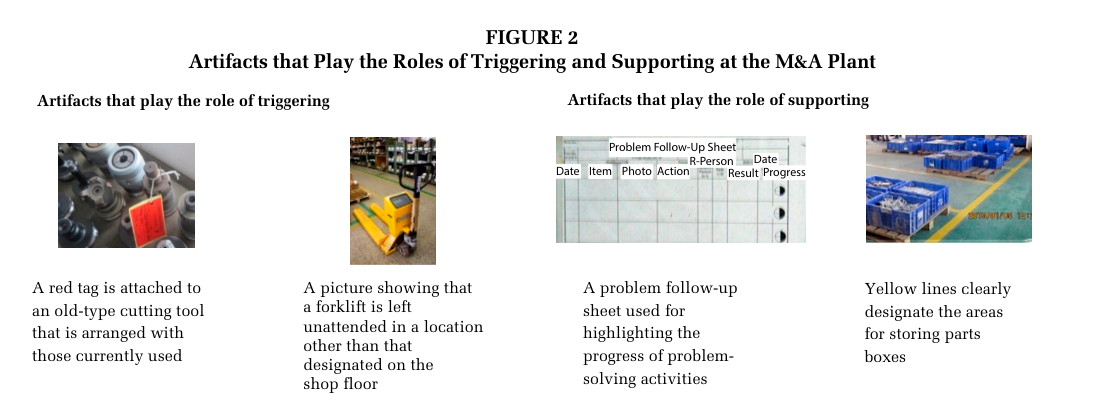 FIGURE 2
Artifacts that Play the Roles of Triggering and Supporting at the M&A Plant
Artifacts that play the role of triggering
Artifacts that play the role of supporting
Problem Follow-Up Sheet
R-Person
Date
Date Item Photo Action Result Progress
A red tag is attached to
an old-type cutting tool
that is arranged with
those currently used
A picture showing that
a forklift is left
unattended in a location
other than that
designated on the
shop floor
A problem follow-up
sheet used for
highlighting the
progress of problem-
solving activities
Yellow lines clearly
designate the areas
for storing parts
boxes